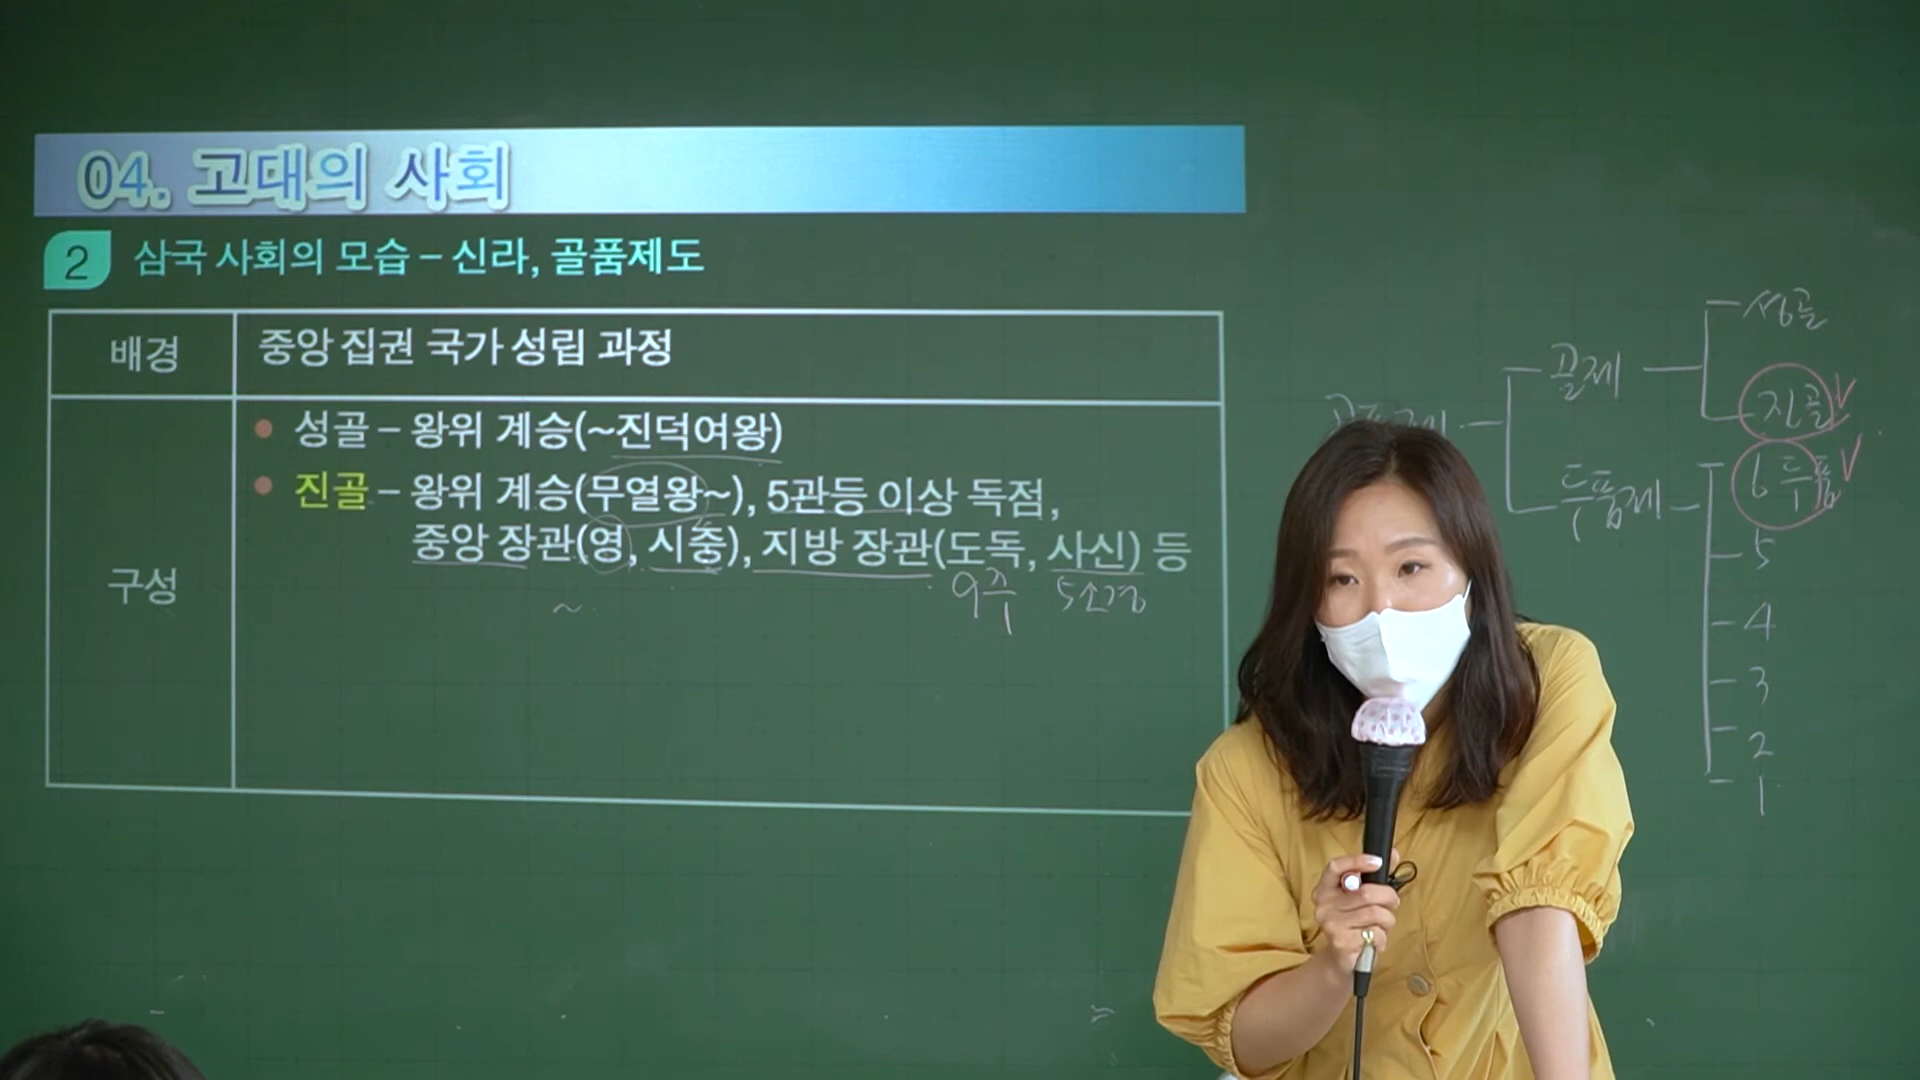 04. 고대의 사회
2 삼국 사회의 모습 – 신라, 골품제도
배경
중앙 집권 국가 성립 과정
구성
성골 – 왕위 계승(~진덕여왕)
진골 – 왕위 계승(무열왕~), 5관등 이상 독점,
중앙 장관(영, 시중), 지방 장관(도독, 사신) 등
~
9주
5소경
골제
성골
진골
두품제
6두품
5
4
3
2
1